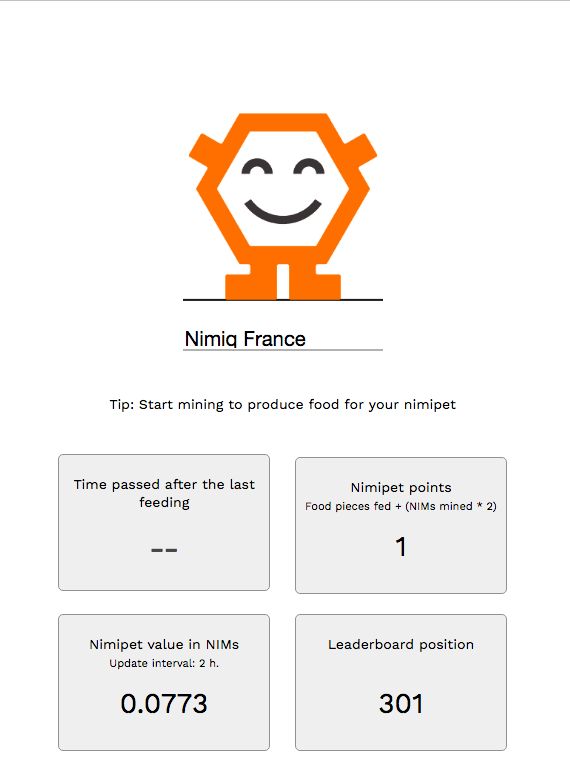 Nimiq France
Tip: Start mining to produce food for your nimipet
Time passed after the last
feeding
--
Nimipet points
Food pieces fed + (NIMs mined * 2)
1
Nimipet value in NIMs
Update interval: 2 h.
0.0773
Leaderboard position
301